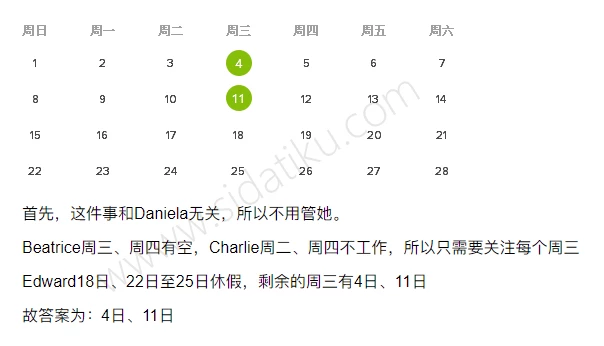 周日 周一 周二 周三 周四 周五 周六
1 2 3 4 5 6 7
8 9 10 11 12 13 14
15 16 17 18 19 20 21
22 23 24 25 26 27 28
首先，这件事和Daniela无关，所以不用管她。
Beatrice周三、周四有空，Charlie周二、周四不工作，所以只需要关注每个周三
Edward18日、22日至25日休假，剩余的周三有4日、11日
故答案为：4日、11日
www.sidatiku.com